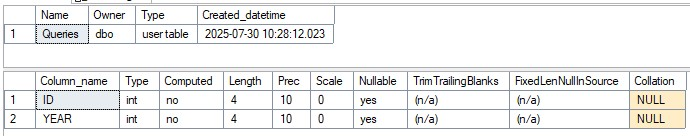 Name Owner Type Created_datetime
1 Queries dbo user table 2025-07-30 10:28:12.023
Column_name Type Computed Length Prec Scale Nullable TrimTrailingBlanks FixedLenNullInSource Collation
1 ID int no 4 10 0 yes (n/a) (n/a) NULL
2 YEAR int no 4 10 0 yes (n/a) (n/a) NULL